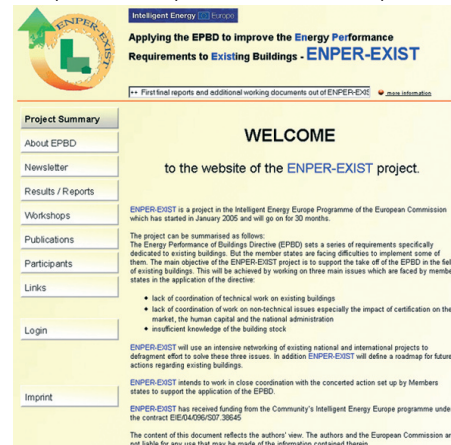 ENPER-EXIST
Intelligent Energy Europe
Applying the EPBD to improve the Energy Performance
Requirements to Existing Buildings - ENPER-EXIST
++ First final reports and additional working documents out of ENPER-EXIS
more information
Project Summary
About EPBD
Newsletter
Results / Reports
Workshops
Publications
Participants
Links
Login
Imprint
WELCOME
to the website of the ENPER-EXIST project.
ENPER-EXIST is a project in the Intelligent Energy Europe Programme of the European Commission
which has started in January 2005 and will go on for 30 months.
The project can be summarised as follows:
The Energy Performance of Buildings Directive (EPBD) sets a series of requirements specifically
dedicated to existing buildings. But the member states are facing difficulties to implement some of
them. The main objective of the ENPER-EXIST project is to support the take off of the EPBD in the fiel
of existing buildings. This will be achieved by working on three main issues which are faced by membe
states in the application of the directive:
• lack of coordination of technical work on existing buildings
• lack of coordination of work on non-technical issues especially the impact of certification on the
market, the human capital and the national administration
• insufficient knowledge of the building stock
ENPER-EXIST will use an intensive networking of existing national and international projects to
defragment effort to solve these three issues. In addition ENPER-EXIST will define a roadmap for future
actions regarding existing buildings.
ENPER-EXIST intends to work in close coordination with the concerted action set up by Members
states to support the application of the EPBD.
ENPER-EXIST has received funding from the Community's Intelligent Energy Europe programme unde
the contract EIE/04/096/S07.38645
The content of this document reflects the authors' view. The authors and the European Commission ar
not liable for any use that may be made of the information contained therein.